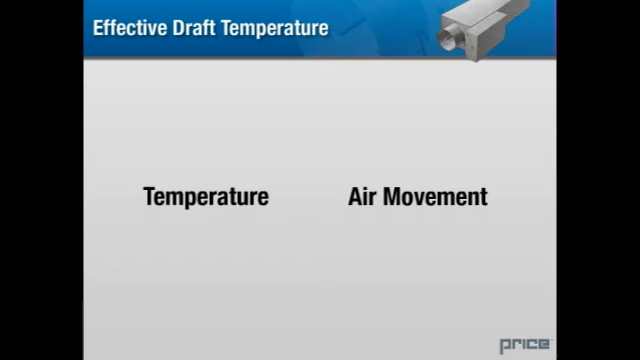 Effective Draft Temperature
Temperature Air Movement
price